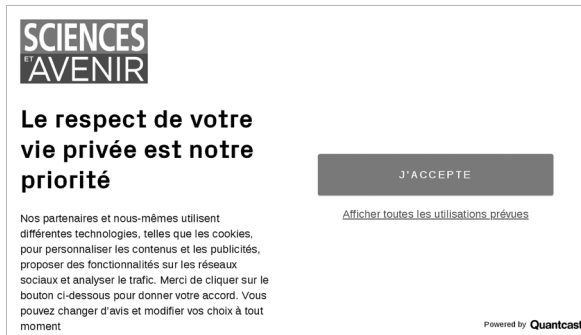 SCIENCES
ET AVENIR
Le respect de votre
vie privée est notre
priorité
Nos partenaires et nous-mêmes utilisent
différentes technologies, telles que les cookies,
pour personnaliser les contenus et les publicités,
proposer des fonctionnalités sur les réseaux
sociaux et analyser le trafic. Merci de cliquer sur le
bouton ci-dessous pour donner votre accord. Vous
pouvez changer d’avis et modifier vos choix à tout
moment
J'ACCEPTE
Afficher toutes les utilisations prévues
Powered by Quantcast